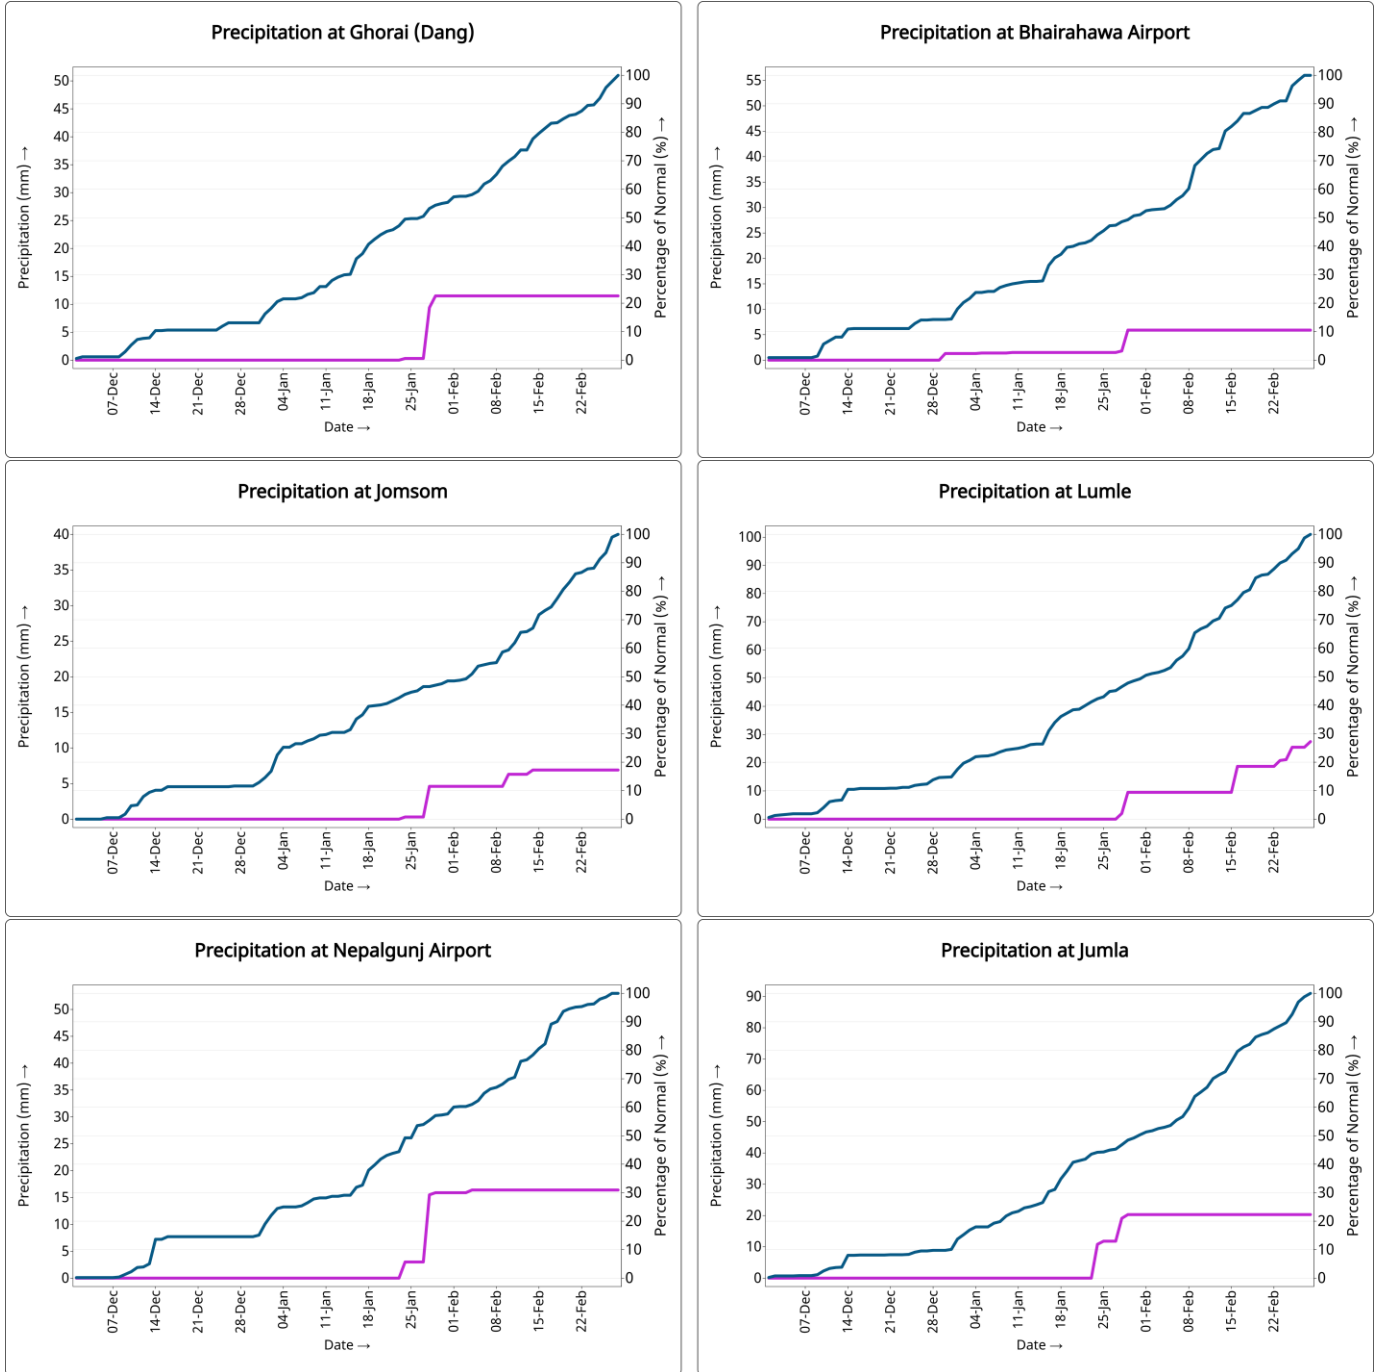 Precipitation at Ghorai (Dang)
Precipitation (mm) →
50
45
40
35
30
25
20
15
10
5
0
100
90
80
70
60
50
40
30
20
10
0
Percentage of Normal (%) →
07-Dec
14-Dec
21-Dec
28-Dec
04-Jan
11-Jan
18-Jan
25-Jan
01-Feb
08-Feb
15-Feb
22-Feb
Date →
Precipitation at Bhairahawa Airport
Precipitation (mm) →
55
50
45
40
35
30
25
20
15
10
5
0
100
90
80
70
60
50
40
30
20
10
0
Percentage of Normal (%) →
07-Dec
14-Dec
21-Dec
28-Dec
04-Jan
11-Jan
18-Jan
25-Jan
01-Feb
08-Feb
15-Feb
22-Feb
Date →
Precipitation at Jomsom
Precipitation (mm) →
40
35
30
25
20
15
10
5
0
100
90
80
70
60
50
40
30
20
10
0
Percentage of Normal (%) →
07-Dec
14-Dec
21-Dec
28-Dec
04-Jan
11-Jan
18-Jan
25-Jan
01-Feb
08-Feb
15-Feb
22-Feb
Date →
Precipitation at Lumle
Precipitation (mm) →
100
90
80
70
60
50
40
30
20
10
0
100
90
80
70
60
50
40
30
20
10
0
Percentage of Normal (%) →
07-Dec
14-Dec
21-Dec
28-Dec
04-Jan
11-Jan
18-Jan
25-Jan
01-Feb
08-Feb
15-Feb
22-Feb
Date →
Precipitation at Nepalgunj Airport
Precipitation (mm) →
50
45
40
35
30
25
20
15
10
5
0
100
90
80
70
60
50
40
30
20
10
0
Percentage of Normal (%) →
07-Dec
14-Dec
21-Dec
28-Dec
04-Jan
11-Jan
18-Jan
25-Jan
01-Feb
08-Feb
15-Feb
22-Feb
Date →
Precipitation at Jumla
Precipitation (mm) →
90
80
70
60
50
40
30
20
10
0
100
90
80
70
60
50
40
30
20
10
0
Percentage of Normal (%) →
07-Dec
14-Dec
21-Dec
28-Dec
04-Jan
11-Jan
18-Jan
25-Jan
01-Feb
08-Feb
15-Feb
22-Feb
Date →